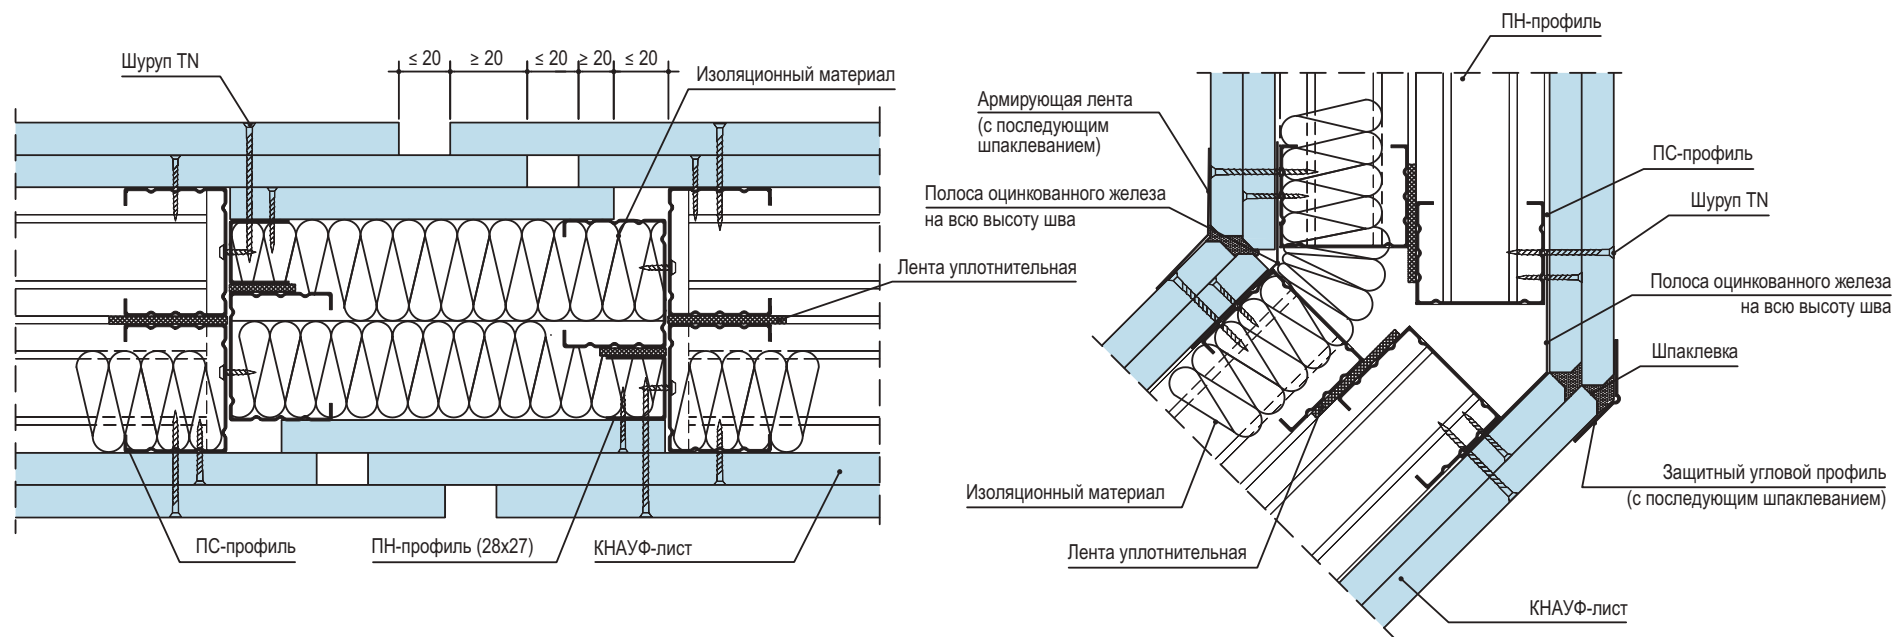 Шуруп TN
≤ 20
≥ 20
≤ 20
≥ 20
≤ 20
Изоляционный материал
Лента уплотнительная
ПС-профиль
ПН-профиль (28х27)
КНАУФ-лист
ПН-профиль
Армирующая лента
(с последующим
шпаклеванием)
Полоса оцинкованного железа
на всю высоту шва
ПС-профиль
Шуруп TN
Полоса оцинкованного железа
на всю высоту шва
Шпаклевка
Защитный угловой профиль
(с последующим шпаклеванием)
Изоляционный материал
Лента уплотнительная
КНАУФ-лист